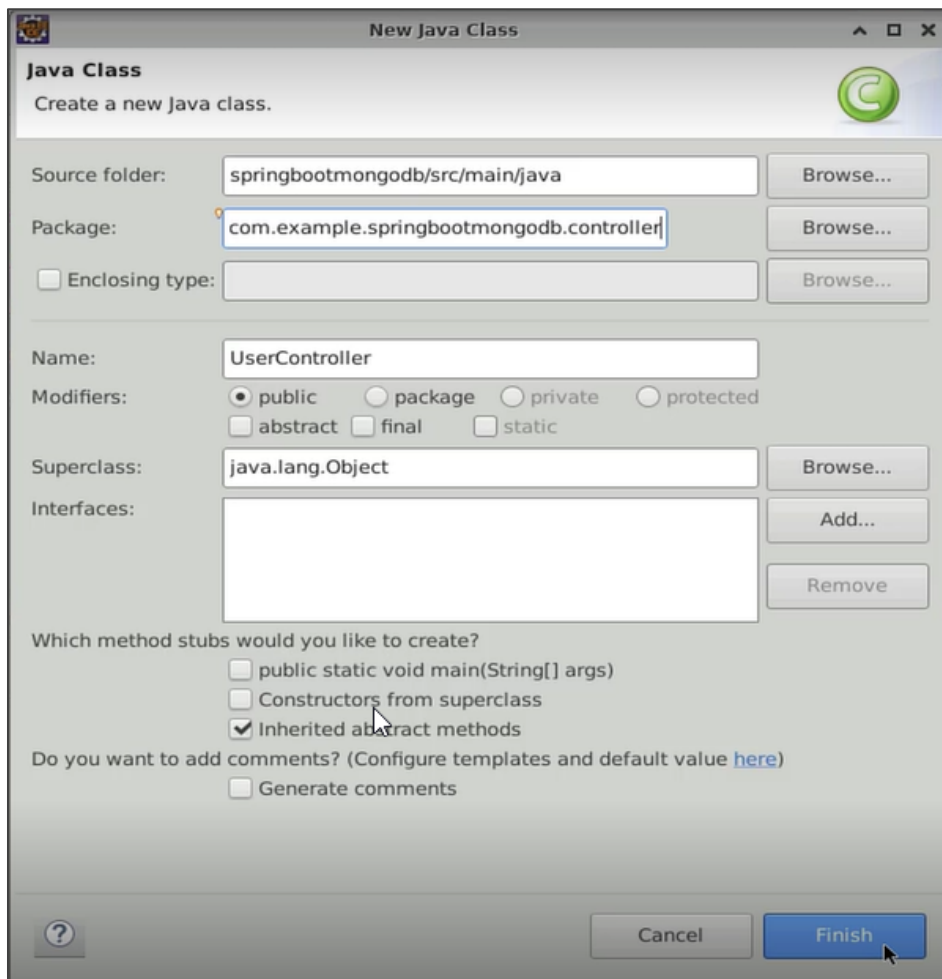 New Java Class
Java Class
Create a new Java class.
Source folder: springbootmongodb/src/main/java Browse...
Package: com.example.springbootmongodb.controller Browse...
Enclosing type: Browse...
Name: UserController
Modifiers: public package private protected
abstract final static
Superclass: java.lang.Object Browse...
Interfaces: Add...
Remove
Which method stubs would you like to create?
public static void main(String[] args)
Constructors from superclass
Inherited abstract methods
Do you want to add comments? (Configure templates and default value here)
Generate comments
? Cancel Finish